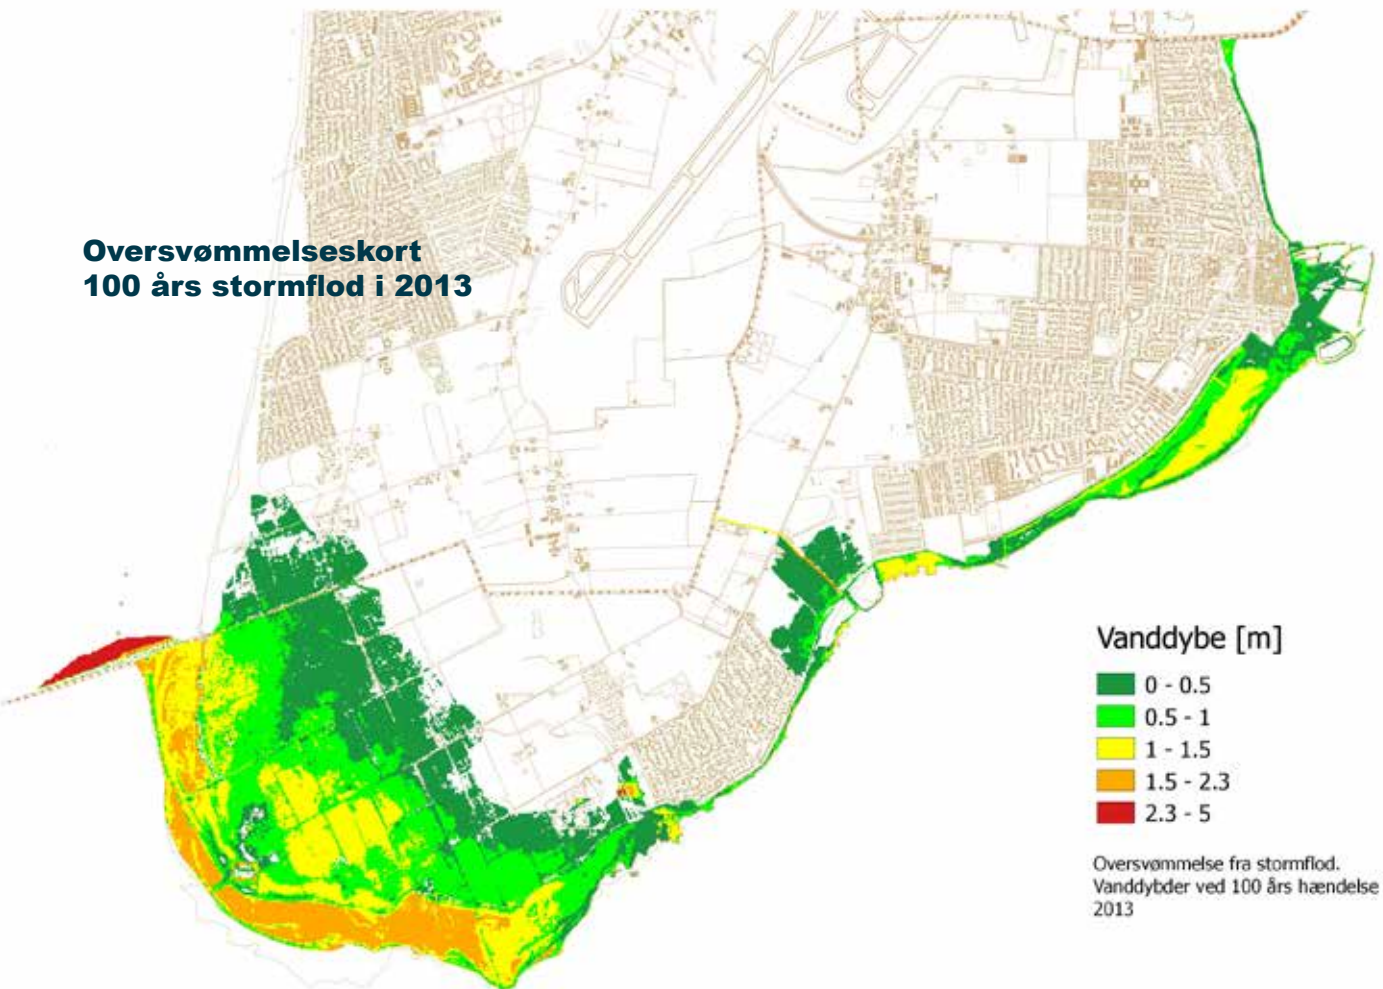 Oversvømmelseskort
100 års stormflod i 2013
Vanddybe [m]
0 - 0.5
0.5 - 1
1 - 1.5
1.5 - 2.3
2.3 - 5
Oversvømmelse fra stormflod.
Vanddybder ved 100 års hændelse
2013